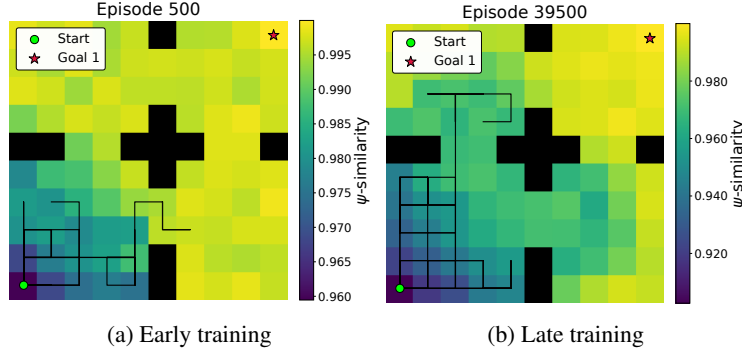 Episode 500
Start
Goal 1
0.995
0.990
0.985
0.980
0.975
0.970
0.965
0.960
ψ-similarity
(a) Early training
Episode 39500
Start
Goal 1
0.980
0.960
0.940
0.920
ψ-similarity
(b) Late training